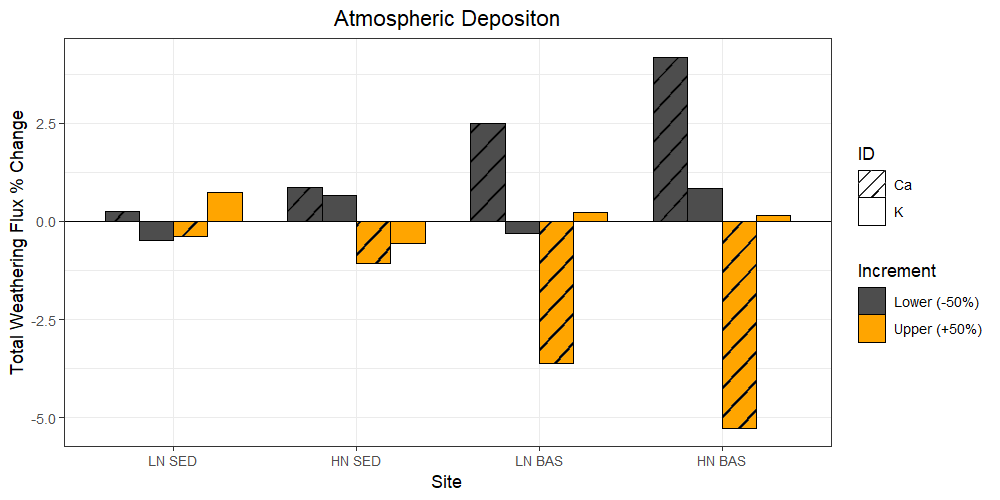 Atmospheric Depositon
Total Weathering Flux % Change
2.5
0.0
-2.5
-5.0
LN SED
HN SED
LN BAS
HN BAS
Site
ID
Ca
K
Increment
Lower (-50%)
Upper (+50%)